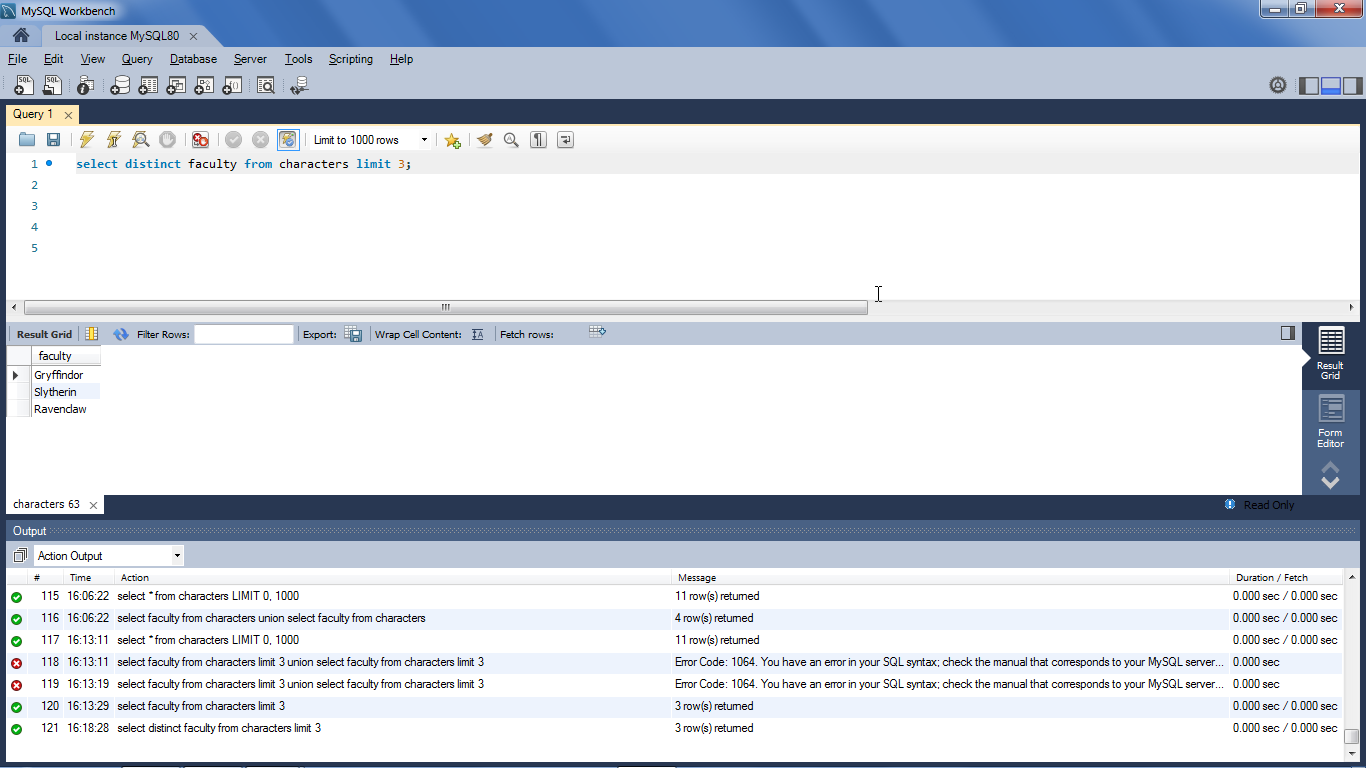 MySQL Workbench
Local instance MySQL80
File Edit View Query Database Server Tools Scripting Help
Query 1
Limit to 1000 rows
1 select distinct faculty from characters limit 3;
2
3
4
5
Result Grid Filter Rows: Export: Wrap Cell Content: Fetch rows:
faculty
Gryffindor
Slytherin
Ravenclaw
Result
Grid
Form
Editor
characters 63
Read Only
Output
Action Output
# Time Action Message Duration / Fetch
115 16:06:22 select * from characters LIMIT 0, 1000 11 row(s) returned 0.000 sec / 0.000 sec
116 16:06:22 select faculty from characters union select faculty from characters 4 row(s) returned 0.000 sec / 0.000 sec
117 16:13:11 select * from characters LIMIT 0, 1000 11 row(s) returned 0.000 sec / 0.000 sec
118 16:13:11 select faculty from characters limit 3 union select faculty from characters limit 3 Error Code: 1064. You have an error in your SQL syntax; check the manual that corresponds to your MySQL server... 0.000 sec
119 16:13:19 select faculty from characters limit 3 union select faculty from characters limit 3 Error Code: 1064. You have an error in your SQL syntax; check the manual that corresponds to your MySQL server... 0.000 sec
120 16:13:29 select faculty from characters limit 3 3 row(s) returned 0.000 sec / 0.000 sec
121 16:18:28 select distinct faculty from characters limit 3 3 row(s) returned 0.000 sec / 0.000 sec